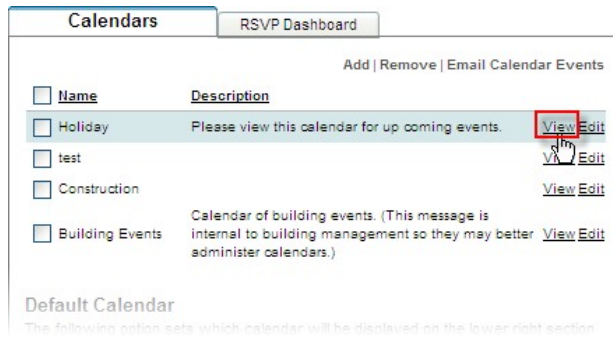 Calendars
RSVP Dashboard
Add | Remove | Email Calendar Events
Name Description
Holiday Please view this calendar for up coming events. View Edit
test View Edit
Construction View Edit
Building Events Calendar of building events. (This message is
internal to building management so they may better View Edit
administer calendars.)
Default Calendar
The following option sets which calendar will be displayed on the lower right section